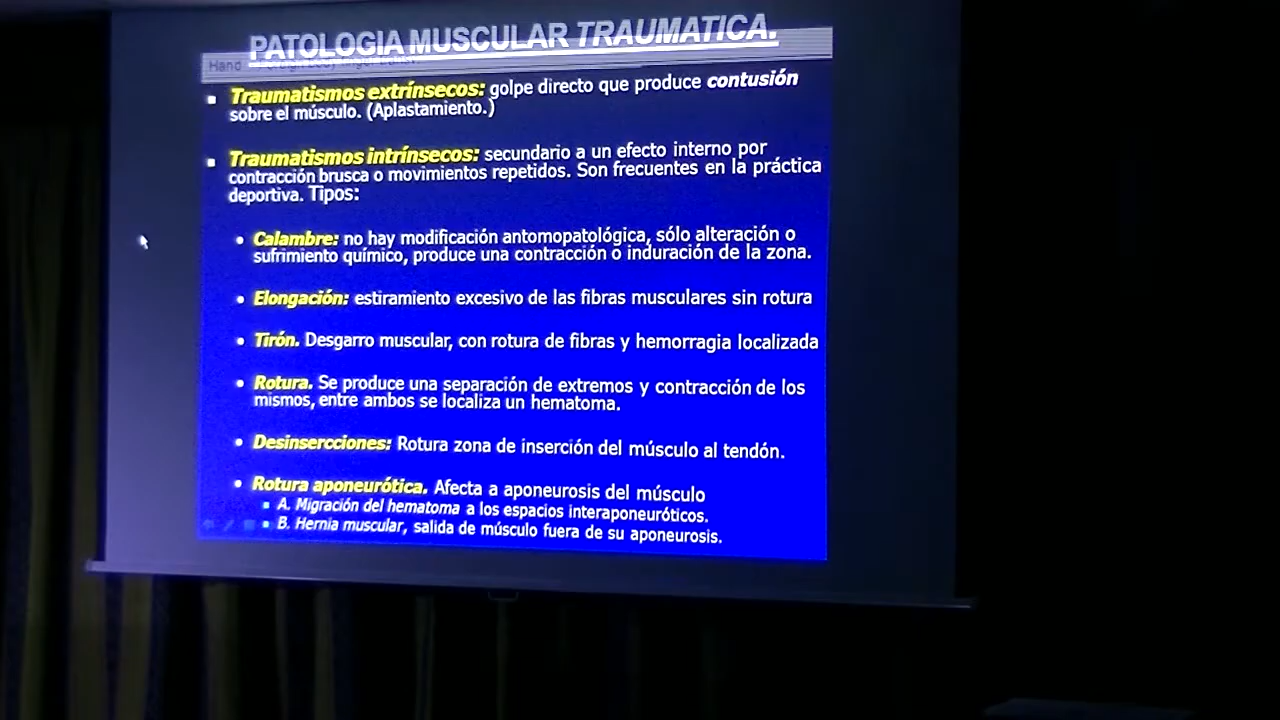 PATOLOGIA MUSCULAR TRAUMATICA.
Hand
Traumatismos extrínsecos: golpe directo que produce contusión
sobre el músculo. (Aplastamiento.)
Traumatismos intrínsecos: secundario a un efecto interno por
contracción brusca o movimientos repetidos. Son frecuentes en la práctica
deportiva. Tipos:
Calambre: no hay modificación antomopatológica, sólo alteración o
sufrimiento químico, produce una contracción o induración de la zona.
Elongación: estiramiento excesivo de las fibras musculares sin rotura
Tirón. Desgarro muscular, con rotura de fibras y hemorragia localizada
Rotura. Se produce una separación de extremos y contracción de los
mismos, entre ambos se localiza un hematoma.
Desinsercciones: Rotura zona de inserción del músculo al tendón.
Rotura aponeurótica. Afecta a aponeurosis del músculo
A. Migración del hematoma a los espacios interaponeuróticos.
B. Hernia muscular, salida de músculo fuera de su aponeurosis.